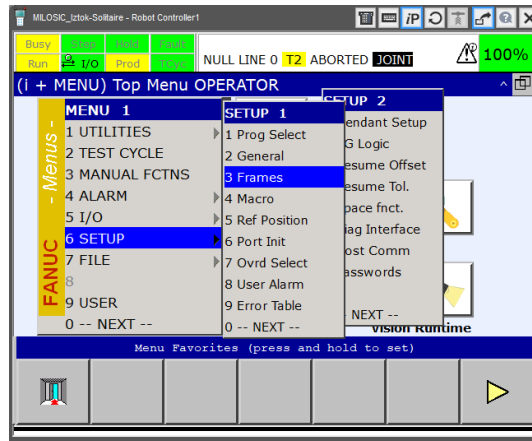 MILOSIC_Iztok-Solitaire - Robot Controller1
iP
Busy Step Hold Fault
Run I/O Prod TCyc
NULL LINE 0 T2 ABORTED JOINT
100%
(i + MENU) Top Menu OPERATOR
FANUC - Menus -
MENU 1
1 UTILITIES
2 TEST CYCLE
3 MANUAL FCTNS
4 ALARM
5 I/O
6 SETUP
7 FILE
8
9 USER
0 -- NEXT --
SETUP 1
1 Prog Select
2 General
3 Frames
4 Macro
5 Ref Position
6 Port Init
7 Ovrd Select
8 User Alarm
9 Error Table
0 -- NEXT --
SETUP 2
endant Setup
G Logic
esume Offset
esume Tol.
pace fnct.
iag Interface
ost Comm
asswords
NEXT --
Vision Runtime
Menu Favorites (press and hold to set)